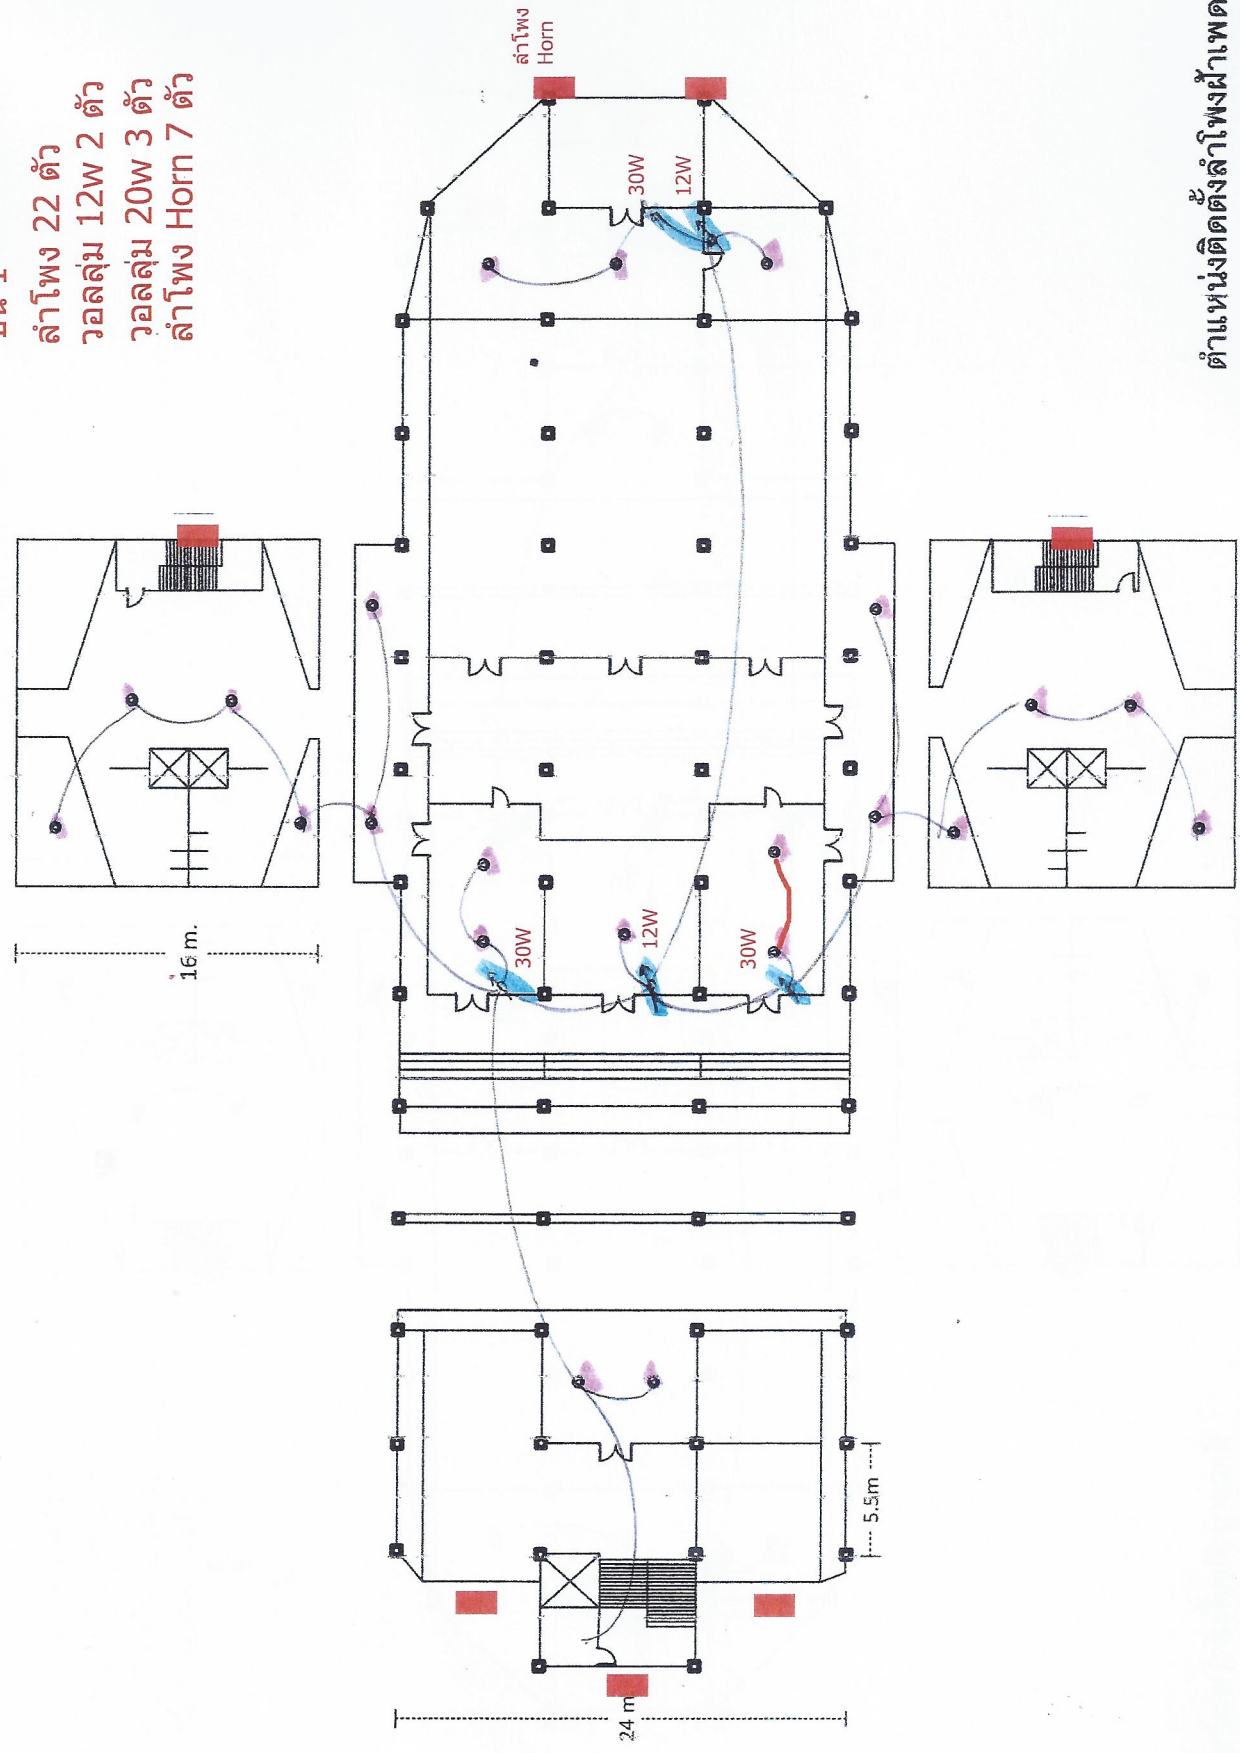 ลำโพง 22 ตัว
วอลลุ่ม 12w 2 ตัว
วอลลุ่ม 20w 3 ตัว
ลำโพง Horn 7 ตัว
ลำโพง
Horn
30W
12W
16 m.
30W
12W
30W
5.5m
24 m
ตำแหน่งติดตั้งลำโพงฝ้าเพด